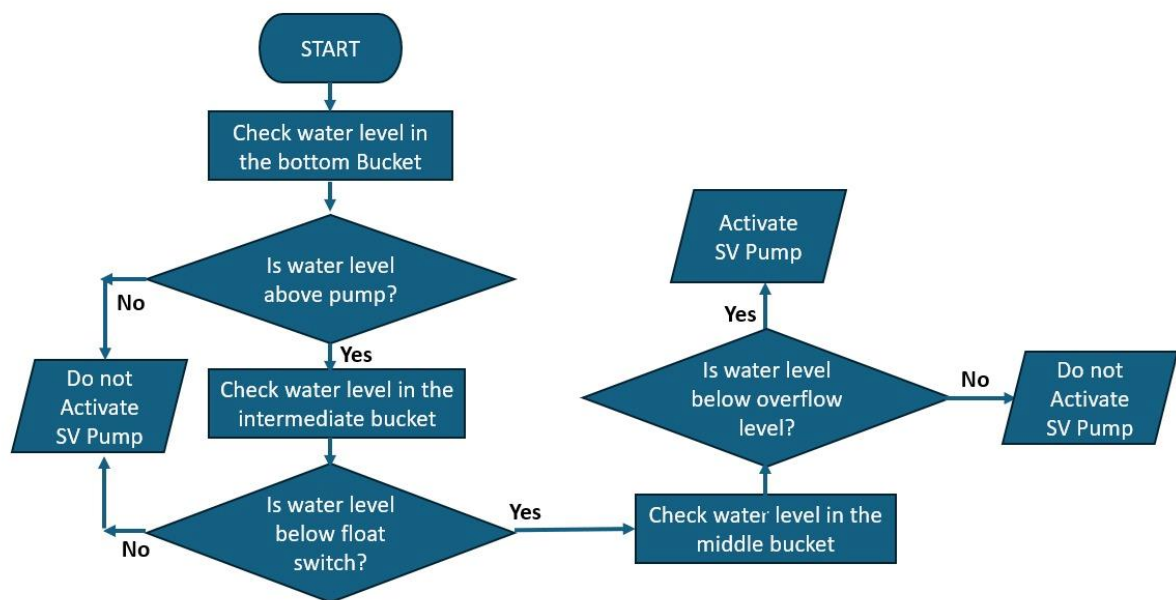 START
Check water level in
the bottom Bucket
Is water level
above pump?
No
Yes
Do not
Activate
SV Pump
Check water level in the
intermediate bucket
Is water level
below float
switch?
No
Yes
Check water level in the
middle bucket
Is water level
below overflow
level?
Yes
Activate
SV Pump
No
Do not
Activate
SV Pump